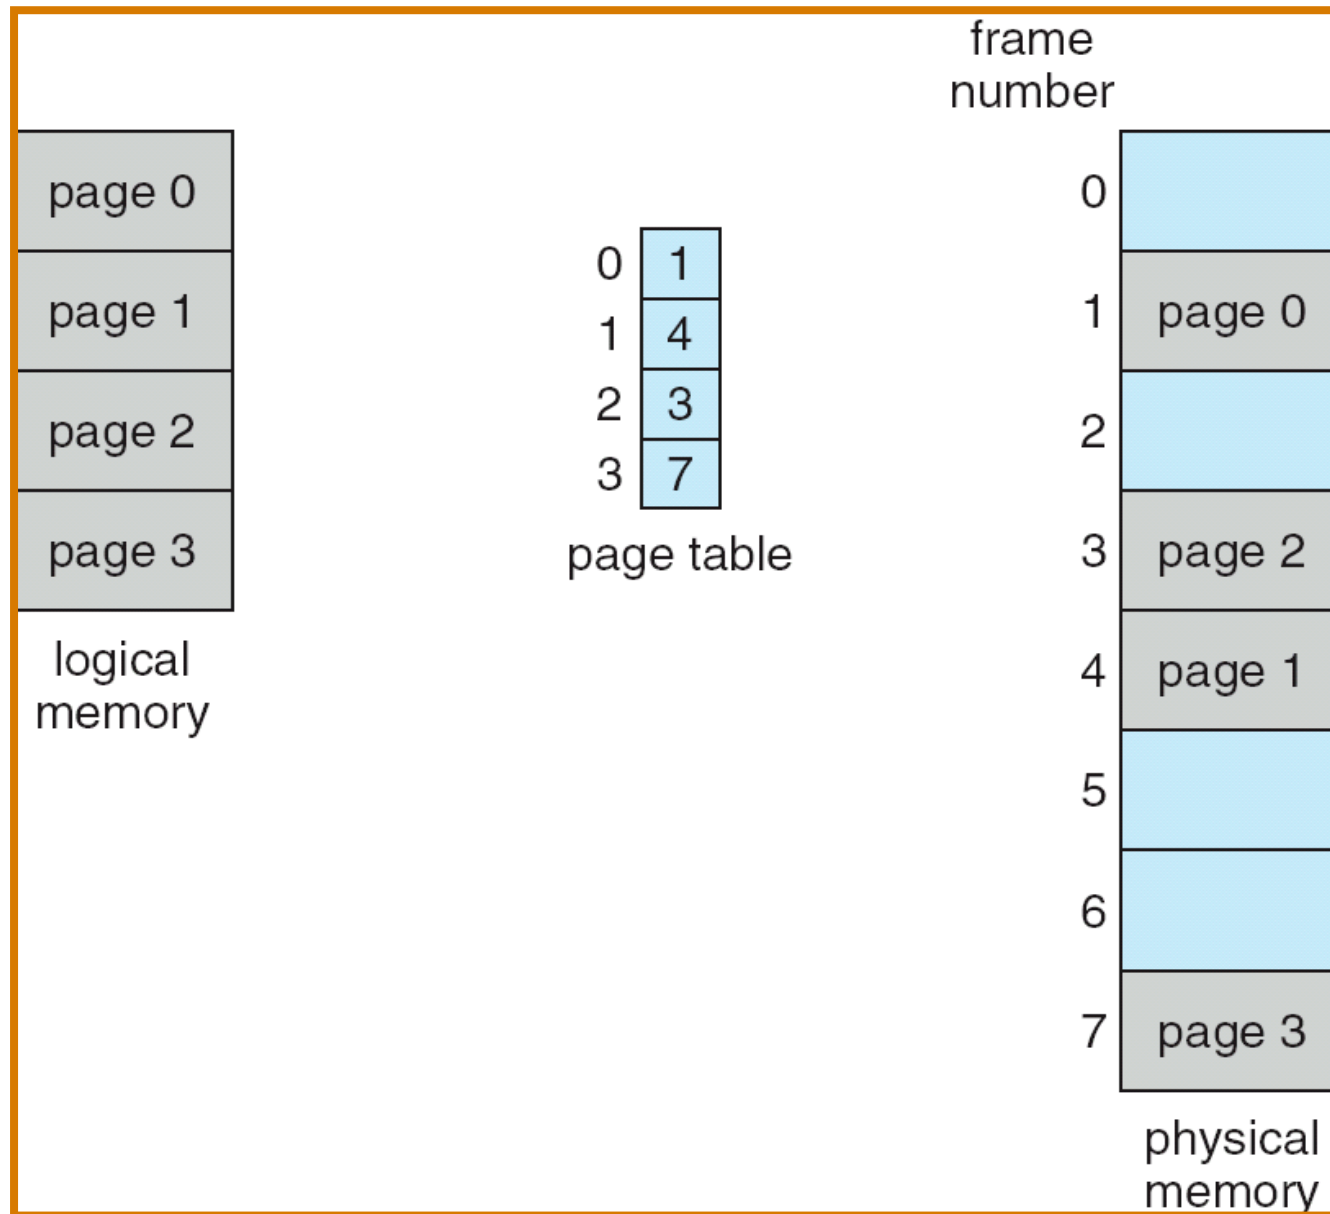 frame
number
page 0
page 1
page 2
page 3
logical
memory
0 1
1 4
2 3
3 7
page table
0
1 page 0
2
3 page 2
4 page 1
5
6
7 page 3
physical
memory